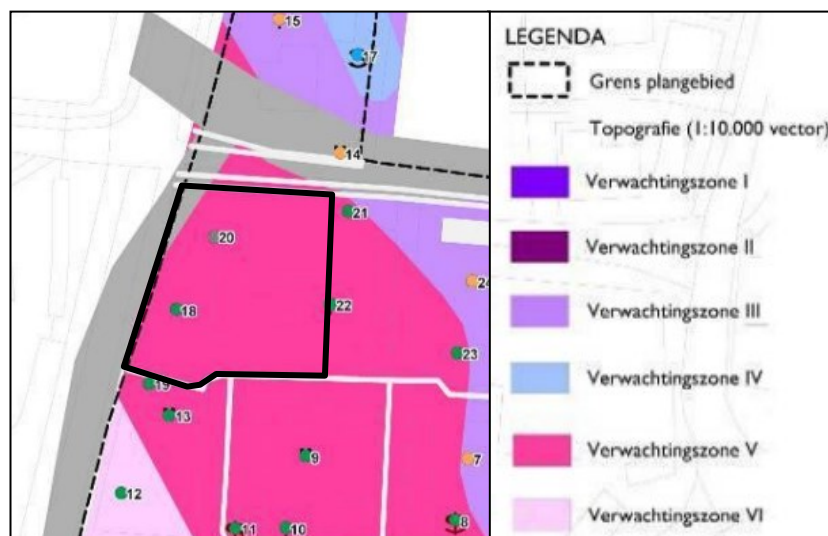 15
17
14
21
20
24
22
18
23
19
13
9
7
12
11
10
8
LEGENDA
Grens plangebied
Topografie (1:10.000 vector)
Verwachtingszone I
Verwachtingszone II
Verwachtingszone III
Verwachtingszone IV
Verwachtingszone V
Verwachtingszone VI